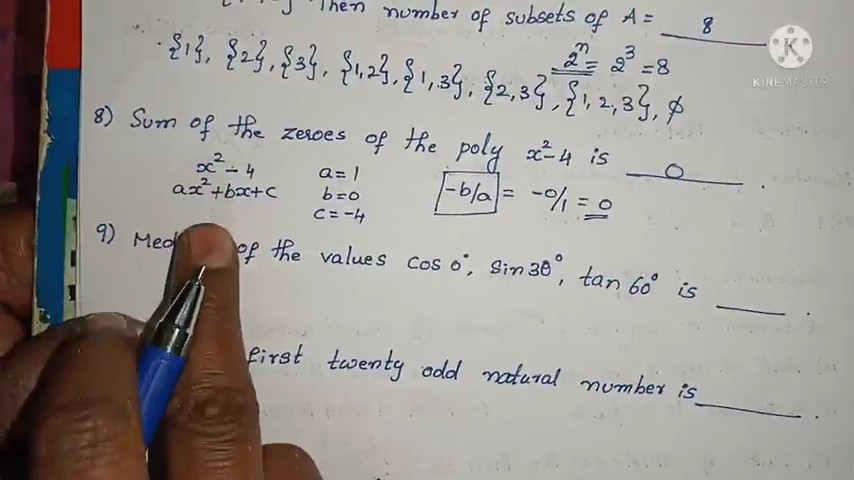 Then number of subsets of A = 8
{1}, {2}, {3}, {1,2}, {1,3}, {2,3}, {1,2,3}, ϕ
2ⁿ = 2³ = 8
K
KINEMASTER
8) Sum of the zeroes of the poly x²-4 is 0 .
x²-4
ax²+bx+c
a=1
b=0
c=-4
-b/a = -0/1 = 0
9) of the values cos 0°, sin 30°, tan 60° is ____ .
first twenty odd natural number is ____ .